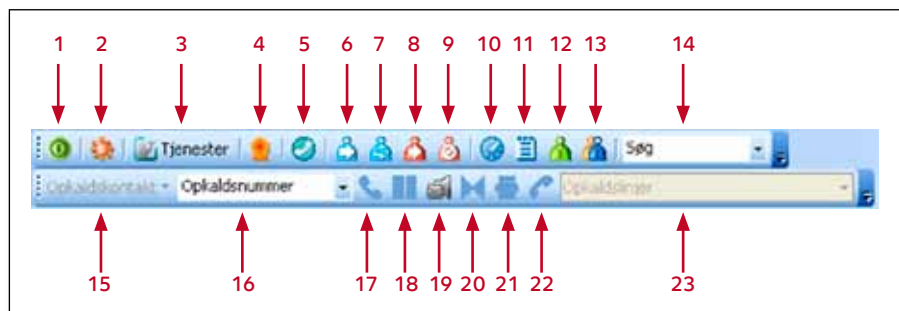 1 2 3 4 5 6 7 8 9 10 11 12 13 14
Tjenester Søg
Opkaldskontakt Opkaldsnummer Opkaldslinjer
15 16 17 18 19 20 21 22 23